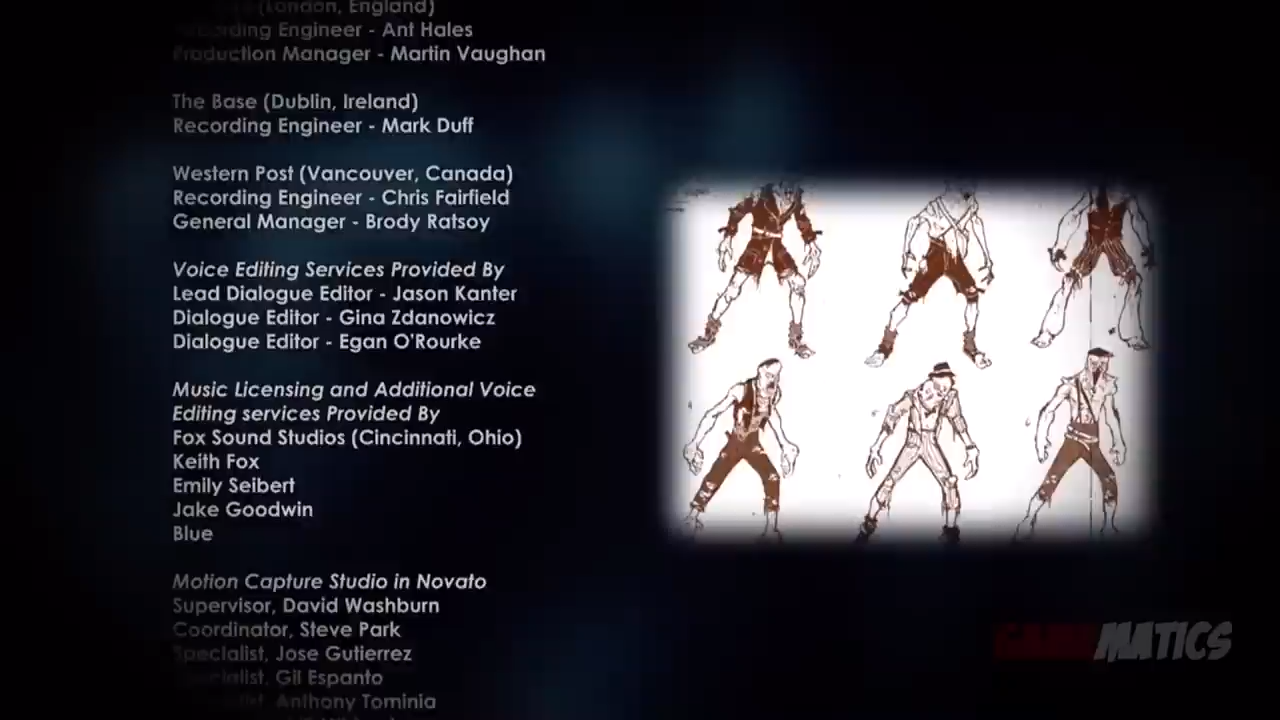 (London, England)
Recording Engineer - Ant Hales
Production Manager - Martin Vaughan
The Base (Dublin, Ireland)
Recording Engineer - Mark Duff
Western Post (Vancouver, Canada)
Recording Engineer - Chris Fairfield
General Manager - Brody Ratsoy
Voice Editing Services Provided By
Lead Dialogue Editor - Jason Kanter
Dialogue Editor - Gina Zdanowicz
Dialogue Editor - Egan O'Rourke
Music Licensing and Additional Voice
Editing services Provided By
Fox Sound Studios (Cincinnati, Ohio)
Keith Fox
Emily Seibert
Jake Goodwin
Blue
Motion Capture Studio in Novato
Supervisor, David Washburn
Coordinator, Steve Park
Specialist, Jose Gutierrez
Specialist, Gil Espanto
Anthony Tominia
GAMEMATICS